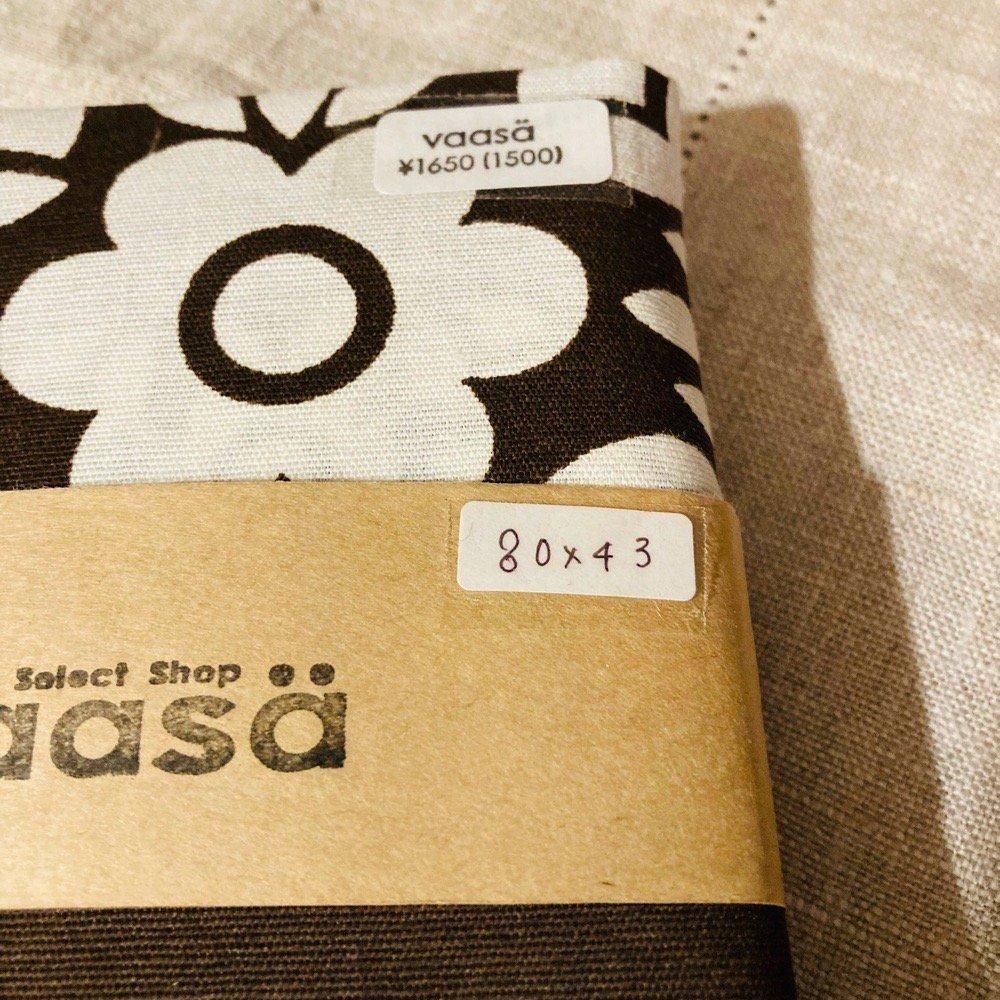 vaasä
¥1650 (1500)
80×43
Select Shop
aasä